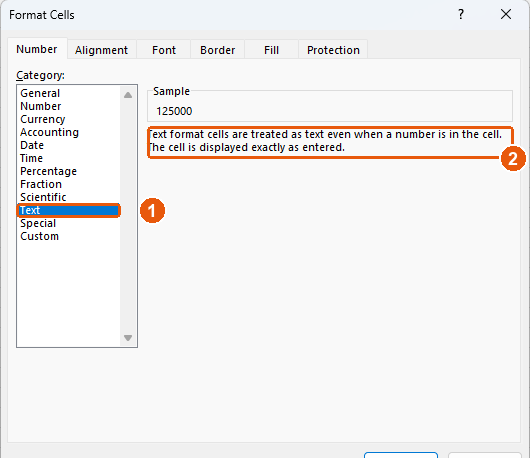 Format Cells
?
Number Alignment Font Border Fill Protection
Category:
General
Number
Currency
Accounting
Date
Time
Percentage
Fraction
Scientific
Text
Special
Custom
1
Sample
125000
Text format cells are treated as text even when a number is in the cell.
The cell is displayed exactly as entered.
2